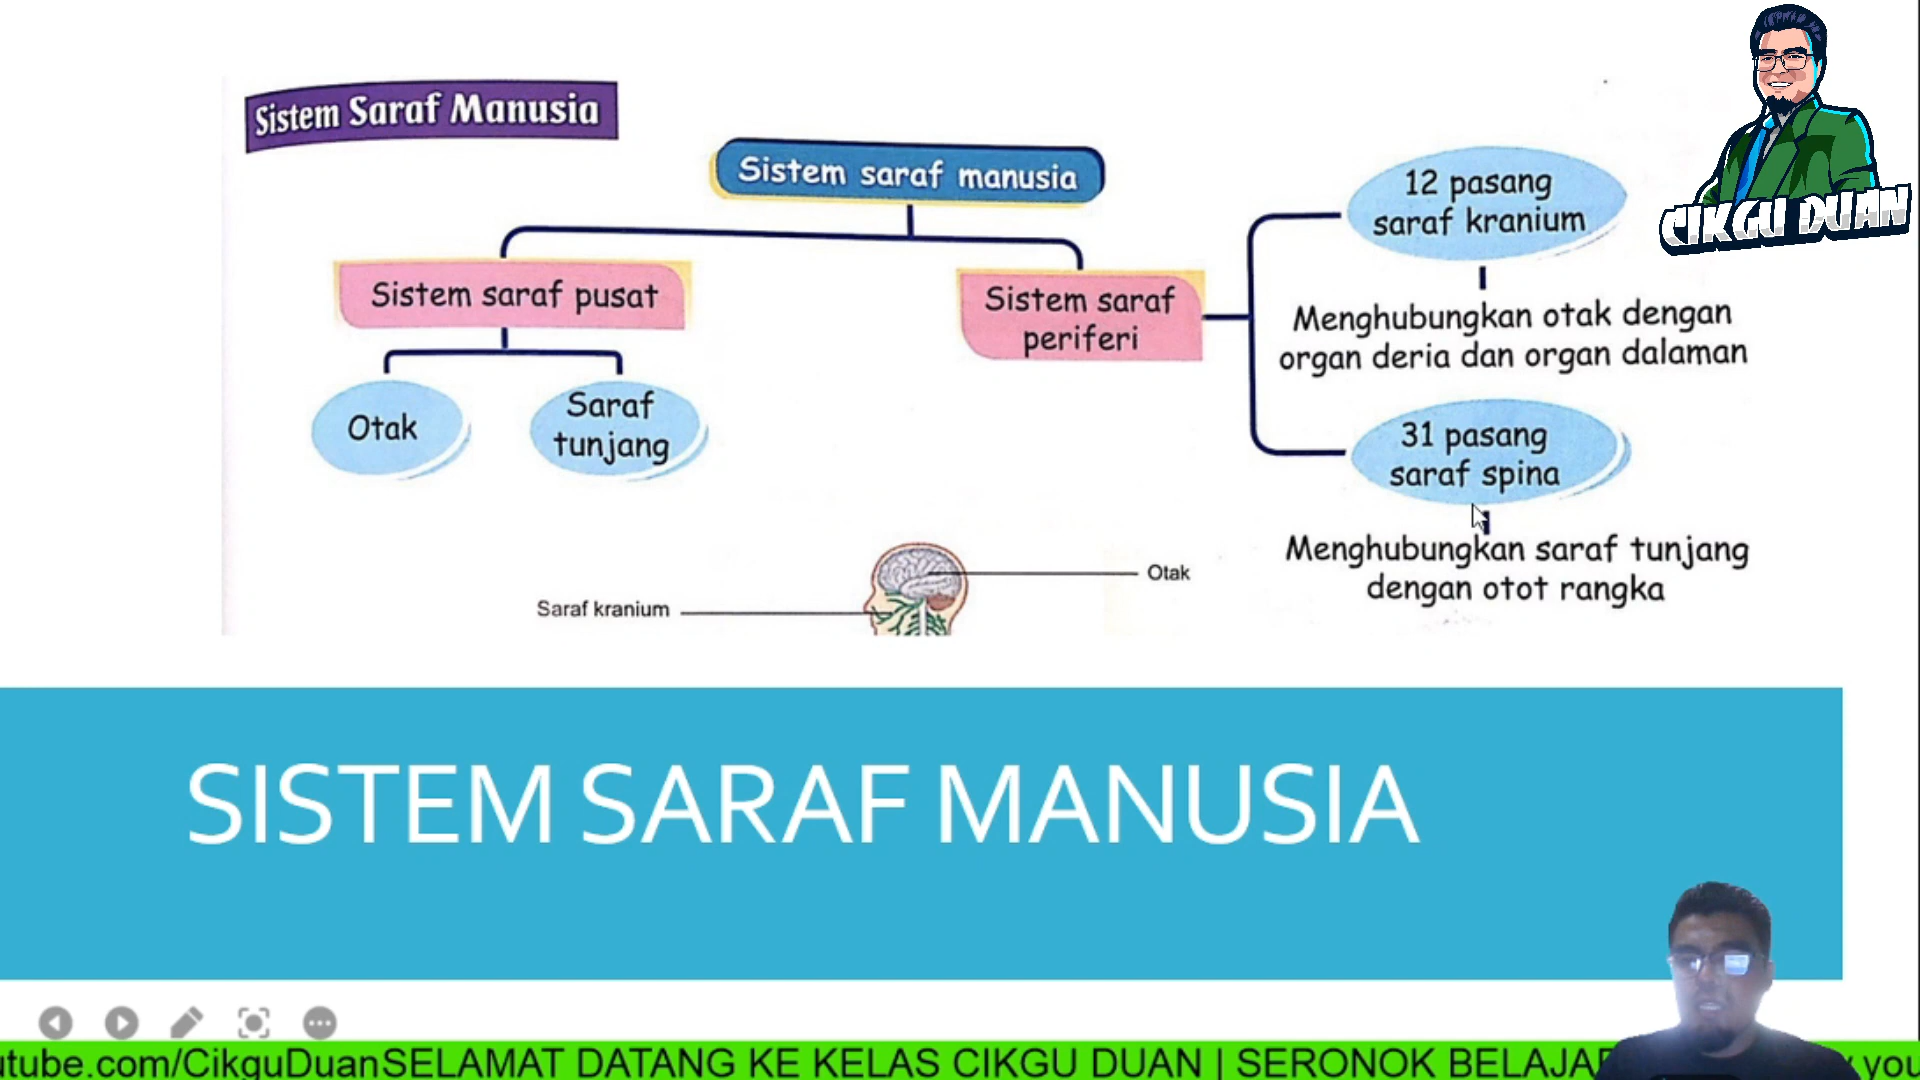 Sistem Saraf Manusia
Sistem saraf manusia
Sistem saraf pusat
Otak
Saraf
tunjang
Sistem saraf
periferi
12 pasang
saraf kranium
Menghubungkan otak dengan
organ deria dan organ dalaman
31 pasang
saraf spina
Menghubungkan saraf tunjang
dengan otot rangka
Otak
Saraf kranium
CIKGU DUAN
SISTEM SARAF MANUSIA
utube.com/CikguDuanSELAMAT DATANG KE KELAS CIKGU DUAN | SERONOK BELAJAR you